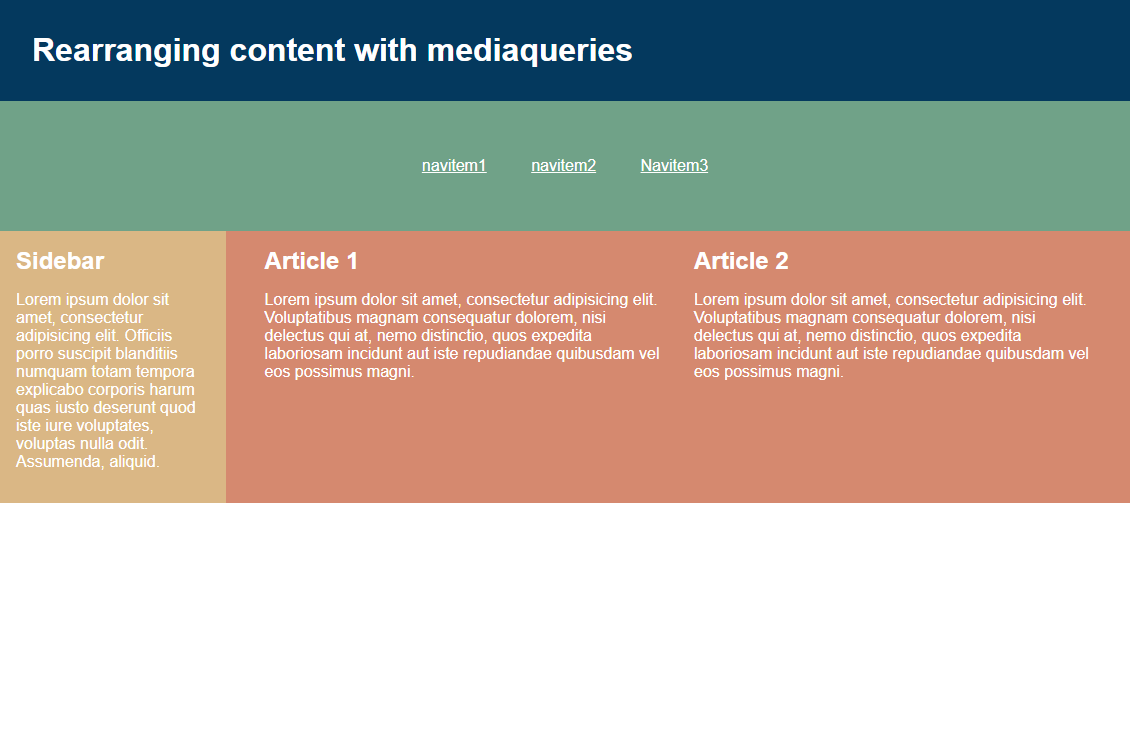 Rearranging content with mediaqueries
navitem1 navitem2 Navitem3
Sidebar
Lorem ipsum dolor sit
amet, consectetur
adipisicing elit. Officiis
porro suscipit blanditiis
numquam totam tempora
explicabo corporis harum
quas iusto deserunt quod
iste iure voluptates,
voluptas nulla odit.
Assumenda, aliquid.
Article 1
Lorem ipsum dolor sit amet, consectetur adipisicing elit.
Voluptatibus magnam consequatur dolorem, nisi
delectus qui at, nemo distinctio, quos expedita
laboriosam incidunt aut iste repudiandae quibusdam vel
eos possimus magni.
Article 2
Lorem ipsum dolor sit amet, consectetur adipisicing elit.
Voluptatibus magnam consequatur dolorem, nisi
delectus qui at, nemo distinctio, quos expedita
laboriosam incidunt aut iste repudiandae quibusdam vel
eos possimus magni.